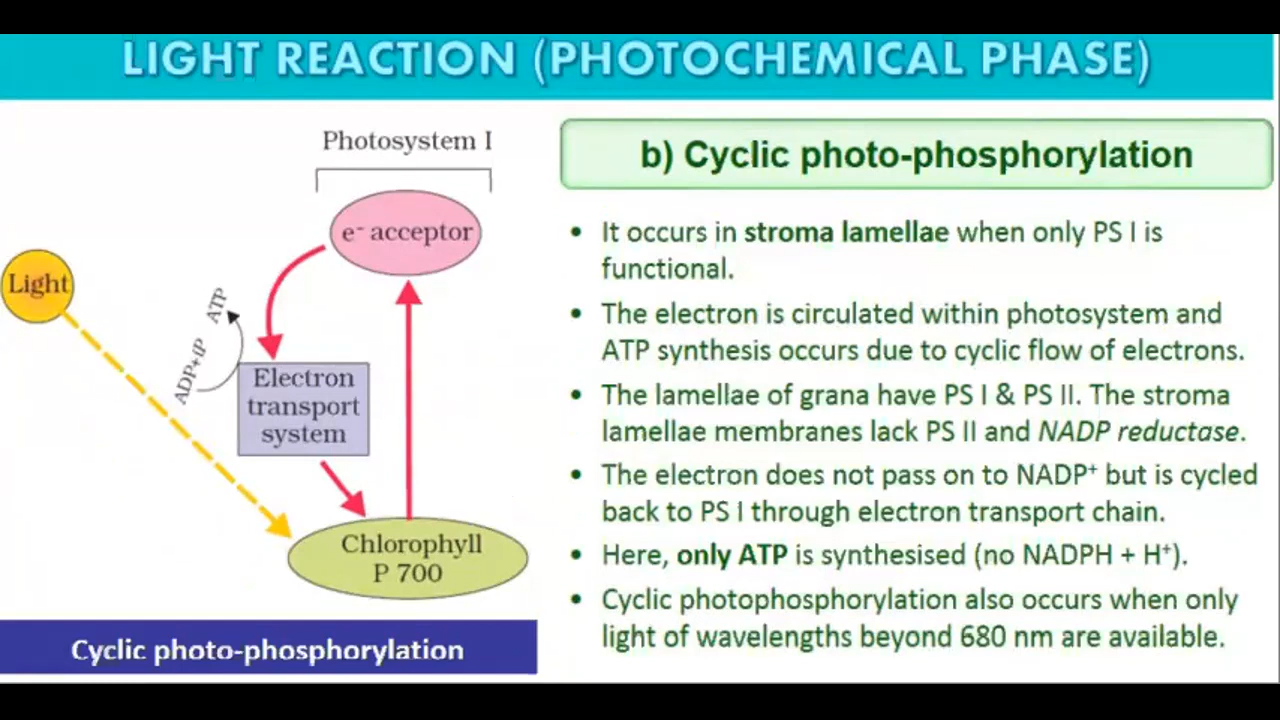 LIGHT REACTION (PHOTOCHEMICAL PHASE)
Photosystem I
e⁻ acceptor
Light
ATP
ADP+iP
Electron
transport
system
Chlorophyll
P 700
Cyclic photo-phosphorylation
b) Cyclic photo-phosphorylation
• It occurs in stroma lamellae when only PS I is
functional.
• The electron is circulated within photosystem and
ATP synthesis occurs due to cyclic flow of electrons.
• The lamellae of grana have PS I & PS II. The stroma
lamellae membranes lack PS II and NADP reductase.
• The electron does not pass on to NADP⁺ but is cycled
back to PS I through electron transport chain.
• Here, only ATP is synthesised (no NADPH + H⁺).
• Cyclic photophosphorylation also occurs when only
light of wavelengths beyond 680 nm are available.